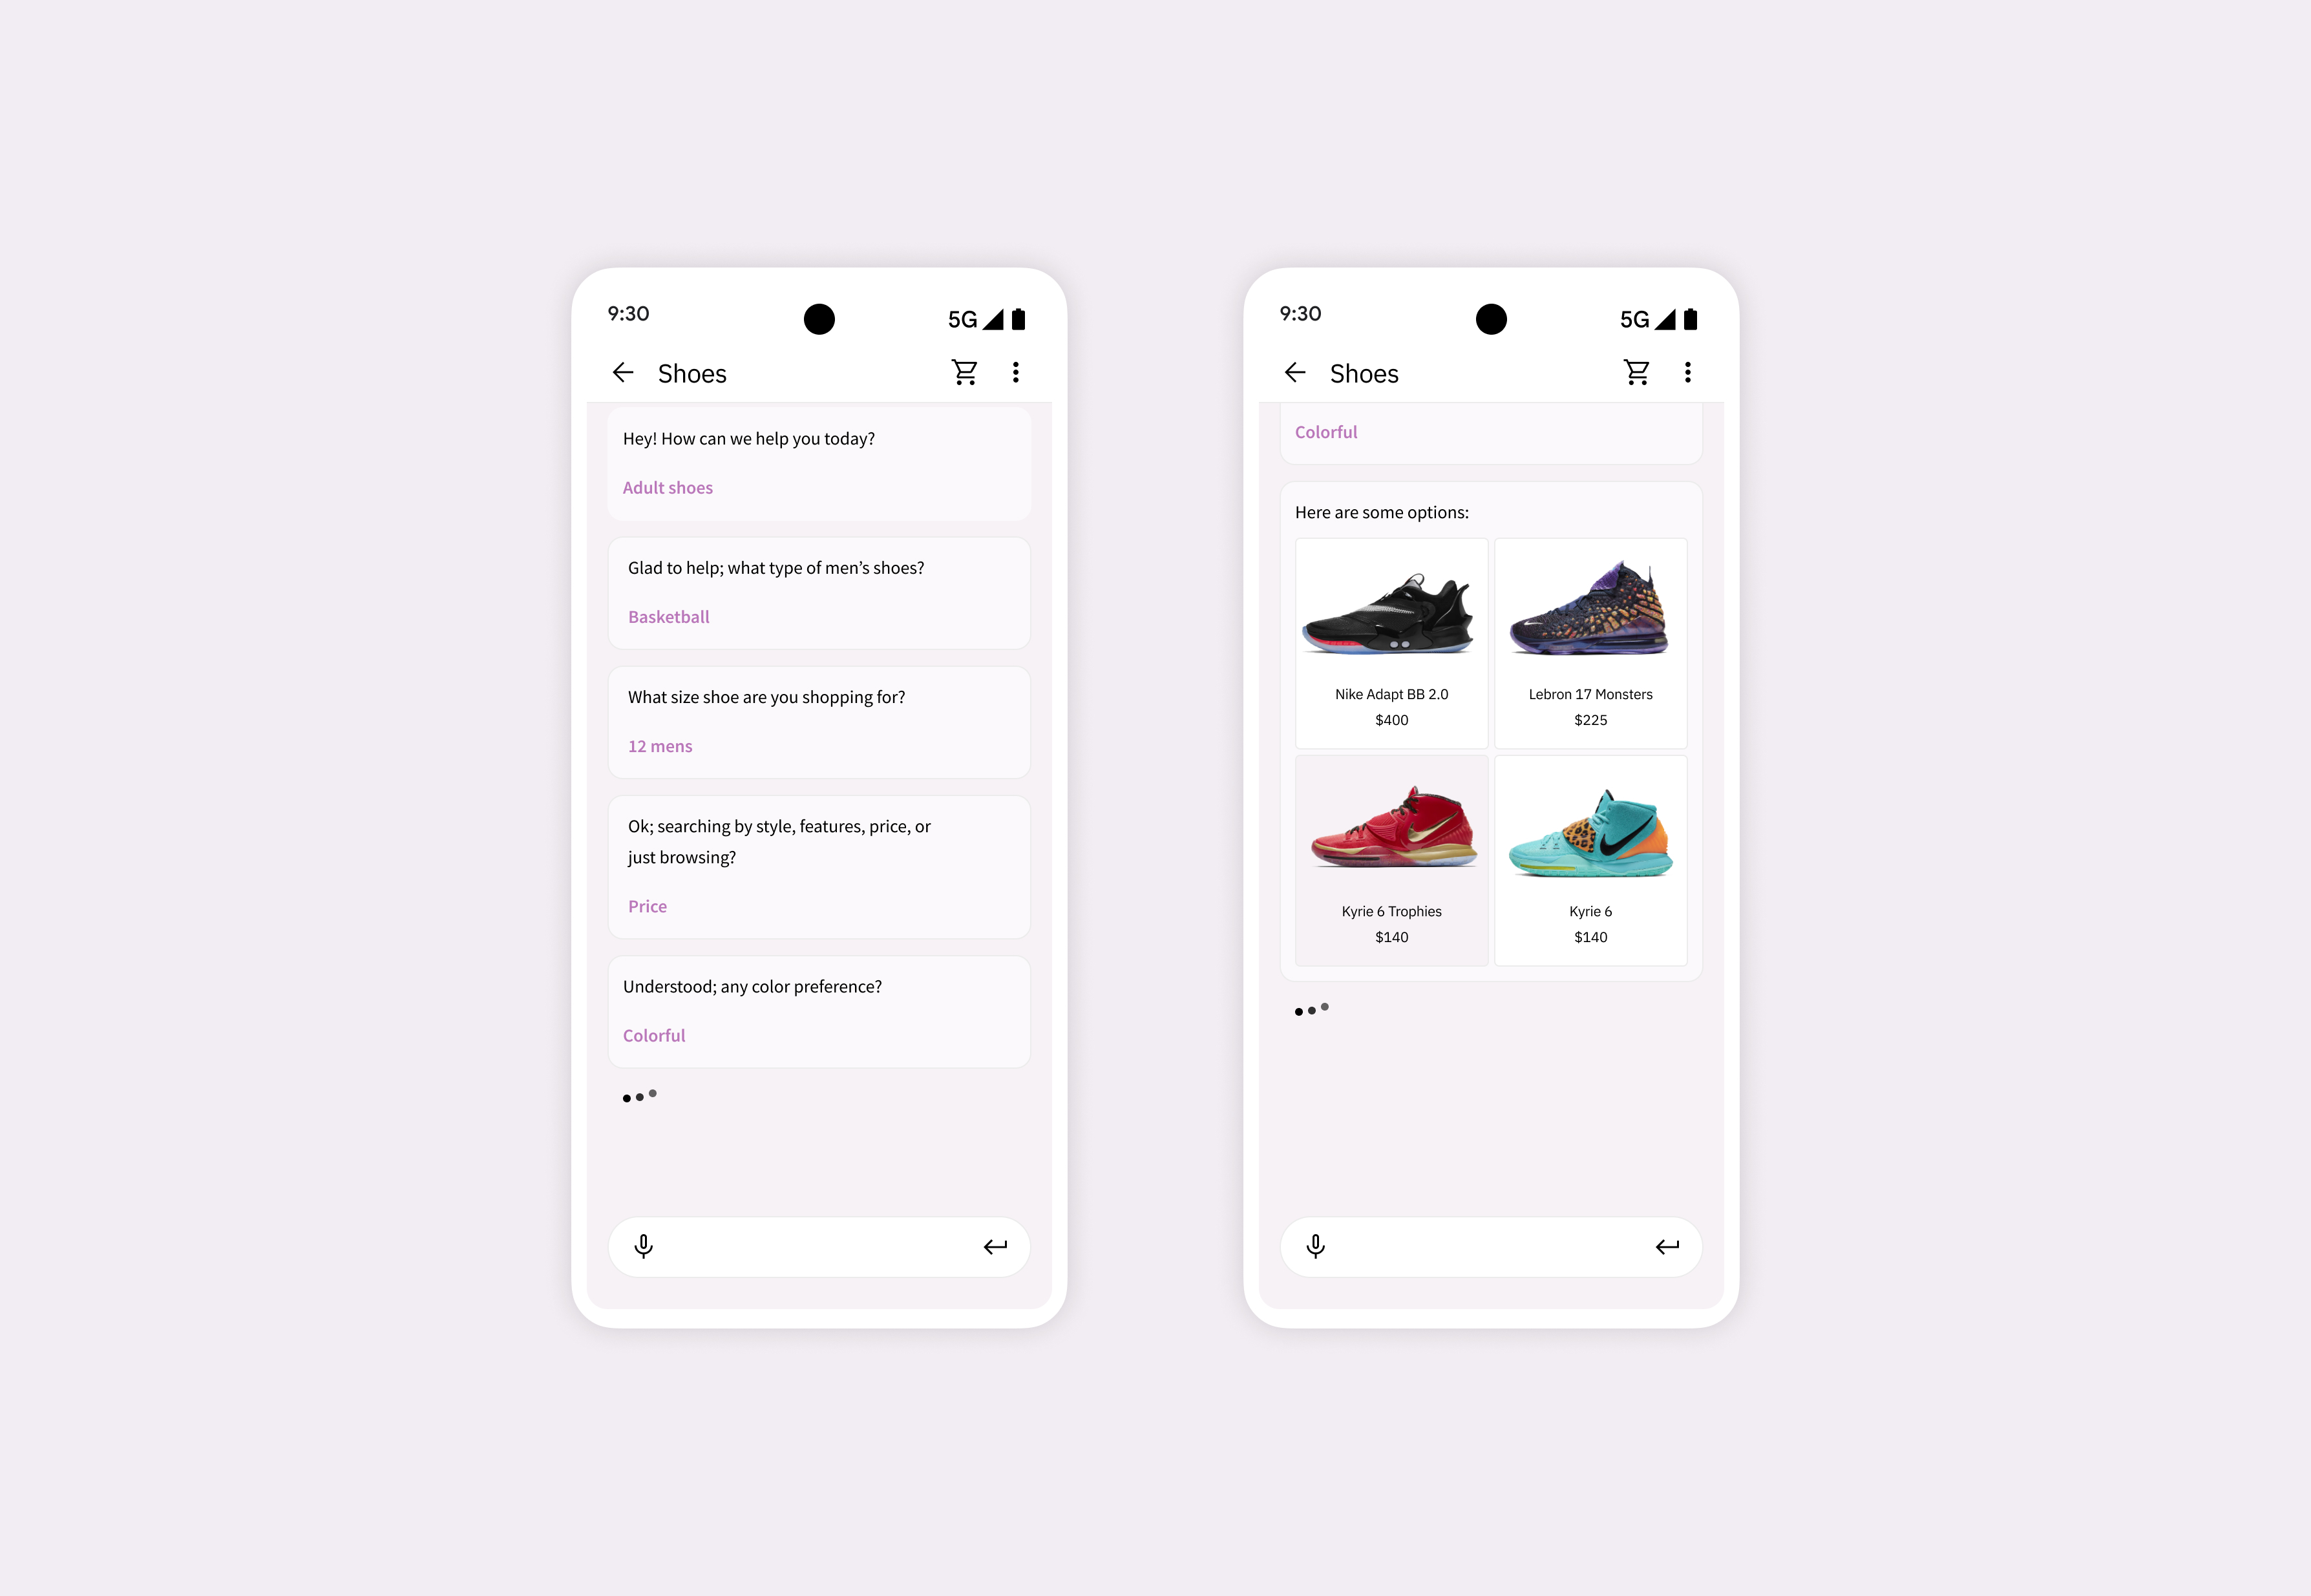 9:30
5G
Shoes
Hey! How can we help you today?
Adult shoes
Glad to help; what type of men’s shoes?
Basketball
What size shoe are you shopping for?
12 mens
Ok; searching by style, features, price, or
just browsing?
Price
Understood; any color preference?
Colorful
9:30
5G
Shoes
Colorful
Here are some options:
Nike Adapt BB 2.0
$400
Lebron 17 Monsters
$225
Kyrie 6 Trophies
$140
Kyrie 6
$140